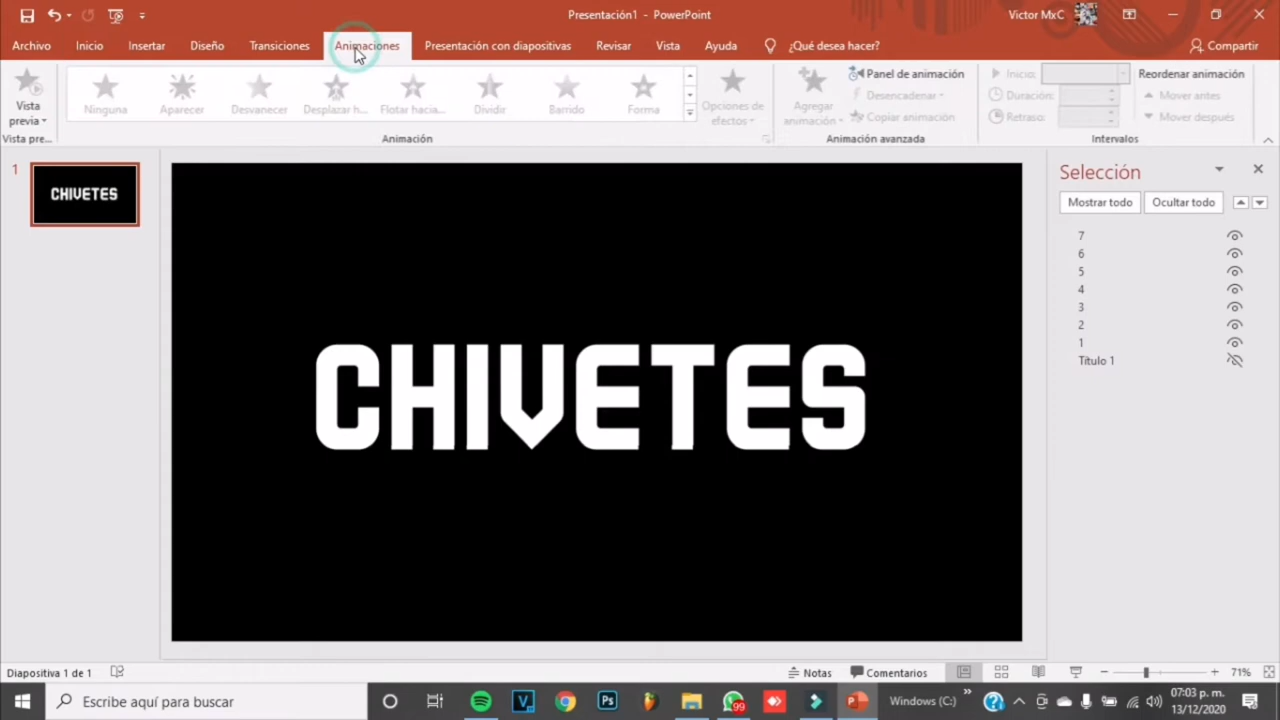 Presentación1 - PowerPoint
Victor MxC
Archivo Inicio Insertar Diseño Transiciones Animaciones Presentación con diapositivas Revisar Vista Ayuda ¿Qué desea hacer? Compartir
Vista previa
Ninguna Aparecer Desvanecer Desplazar h... Flotar hacia... Dividir Barrido Forma
Opciones de efectos
Agregar animación
Panel de animación
Desencadenar
Copiar animación
Inicio:
Duración:
Retraso:
Reordenar animación
Mover antes
Mover después
Vista pre... Animación Animación avanzada Intervalos
1
CHIVETES
CHIVETES
Selección
Mostrar todo Ocultar todo
7
6
5
4
3
2
1
Título 1
Diapositiva 1 de 1 Notas Comentarios 71%
Escribe aquí para buscar
Ps
99
Windows (C:)
07:03 p. m.
13/12/2020